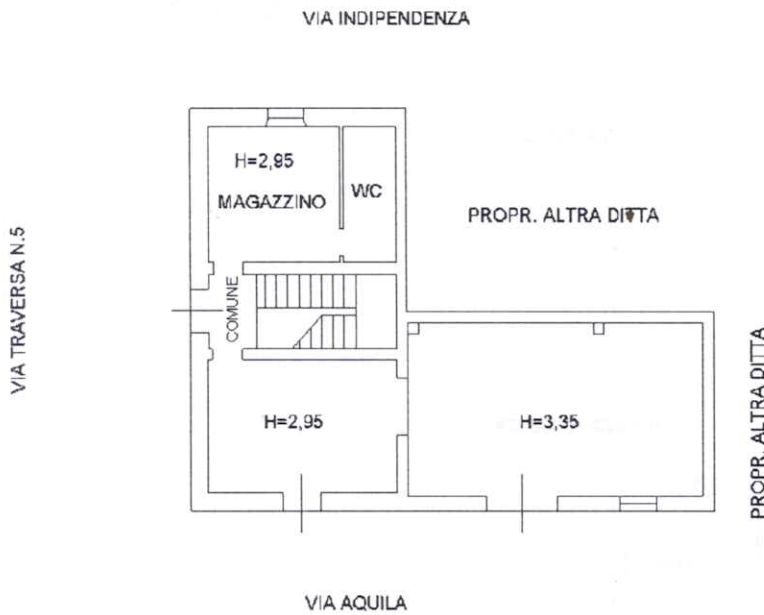 VIA INDIPENDENZA
H=2,95
MAGAZZINO
WC
PROPR. ALTRA DITTA
VIA TRAVERSA N.5
COMUNE
H=2,95
H=3,35
PROPR. ALTRA DITTA
VIA AQUILA